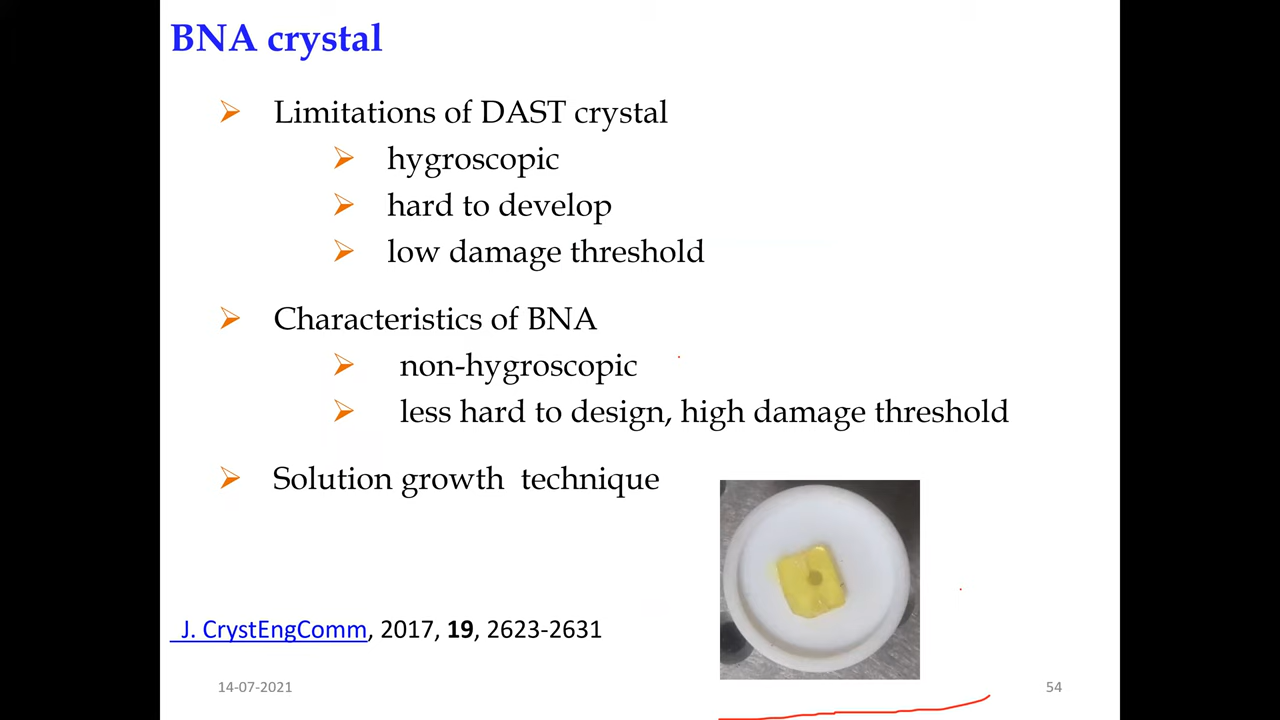 BNA crystal
Limitations of DAST crystal
hygroscopic
hard to develop
low damage threshold
Characteristics of BNA
non-hygroscopic
less hard to design, high damage threshold
Solution growth technique
J. CrystEngComm, 2017, 19, 2623-2631
14-07-2021
54